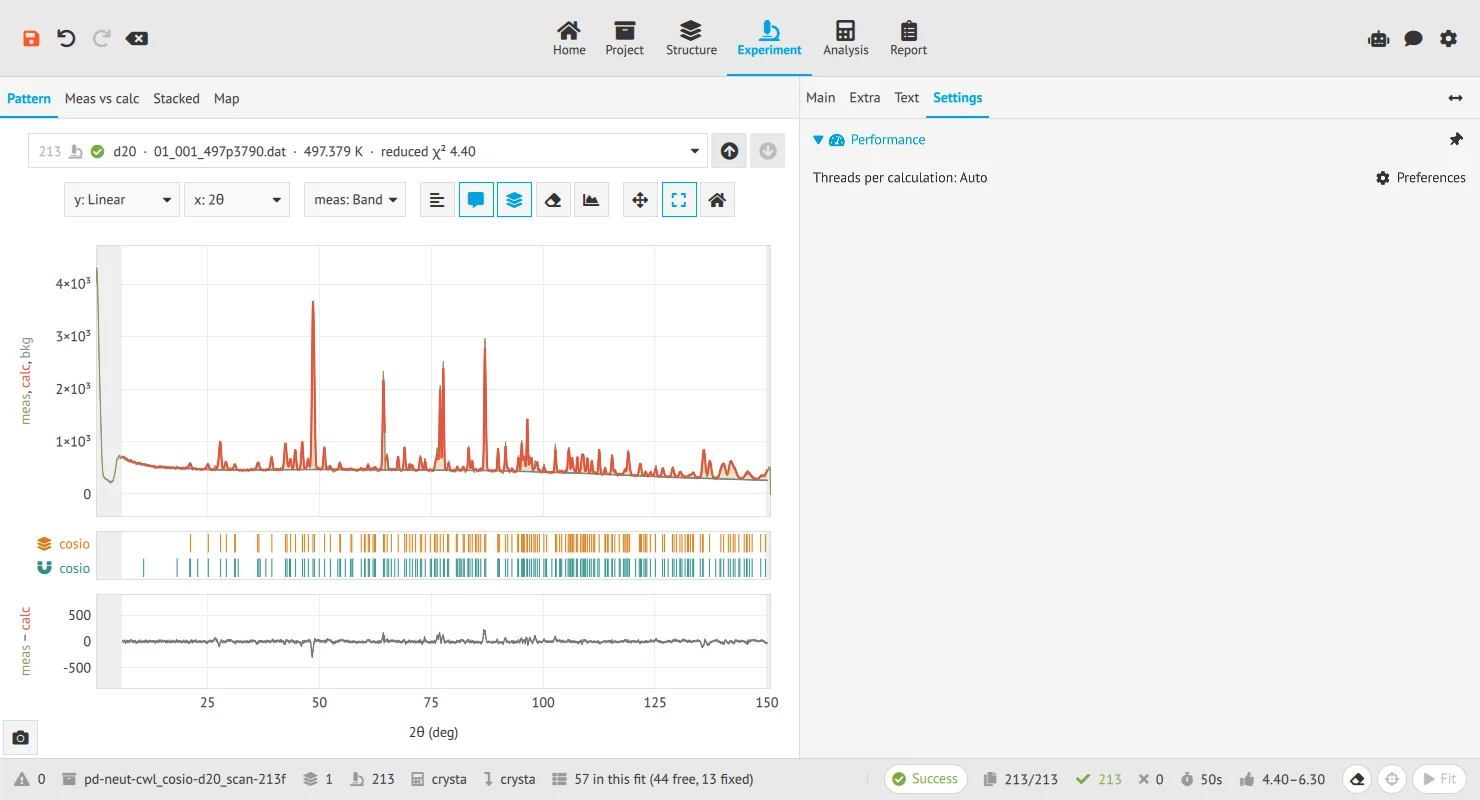 Home Project Structure Experiment Analysis Report
Pattern Meas vs calc Stacked Map
Main Extra Text Settings
213 d20 · 01_001_497p3790.dat · 497.379 K · reduced χ² 4.40
Performance
Threads per calculation: Auto
Preferences
y: Linear x: 2θ meas: Band
meas, calc, bkg
4×10³
3×10³
2×10³
1×10³
0
cosio
cosio
meas − calc
500
0
-500
25 50 75 100 125 150
2θ (deg)
0 pd-neut-cwl_cosio-d20_scan-213f 1 213 crysta crysta 57 in this fit (44 free, 13 fixed) Success 213/213 213 0 50s 4.40–6.30 Fit